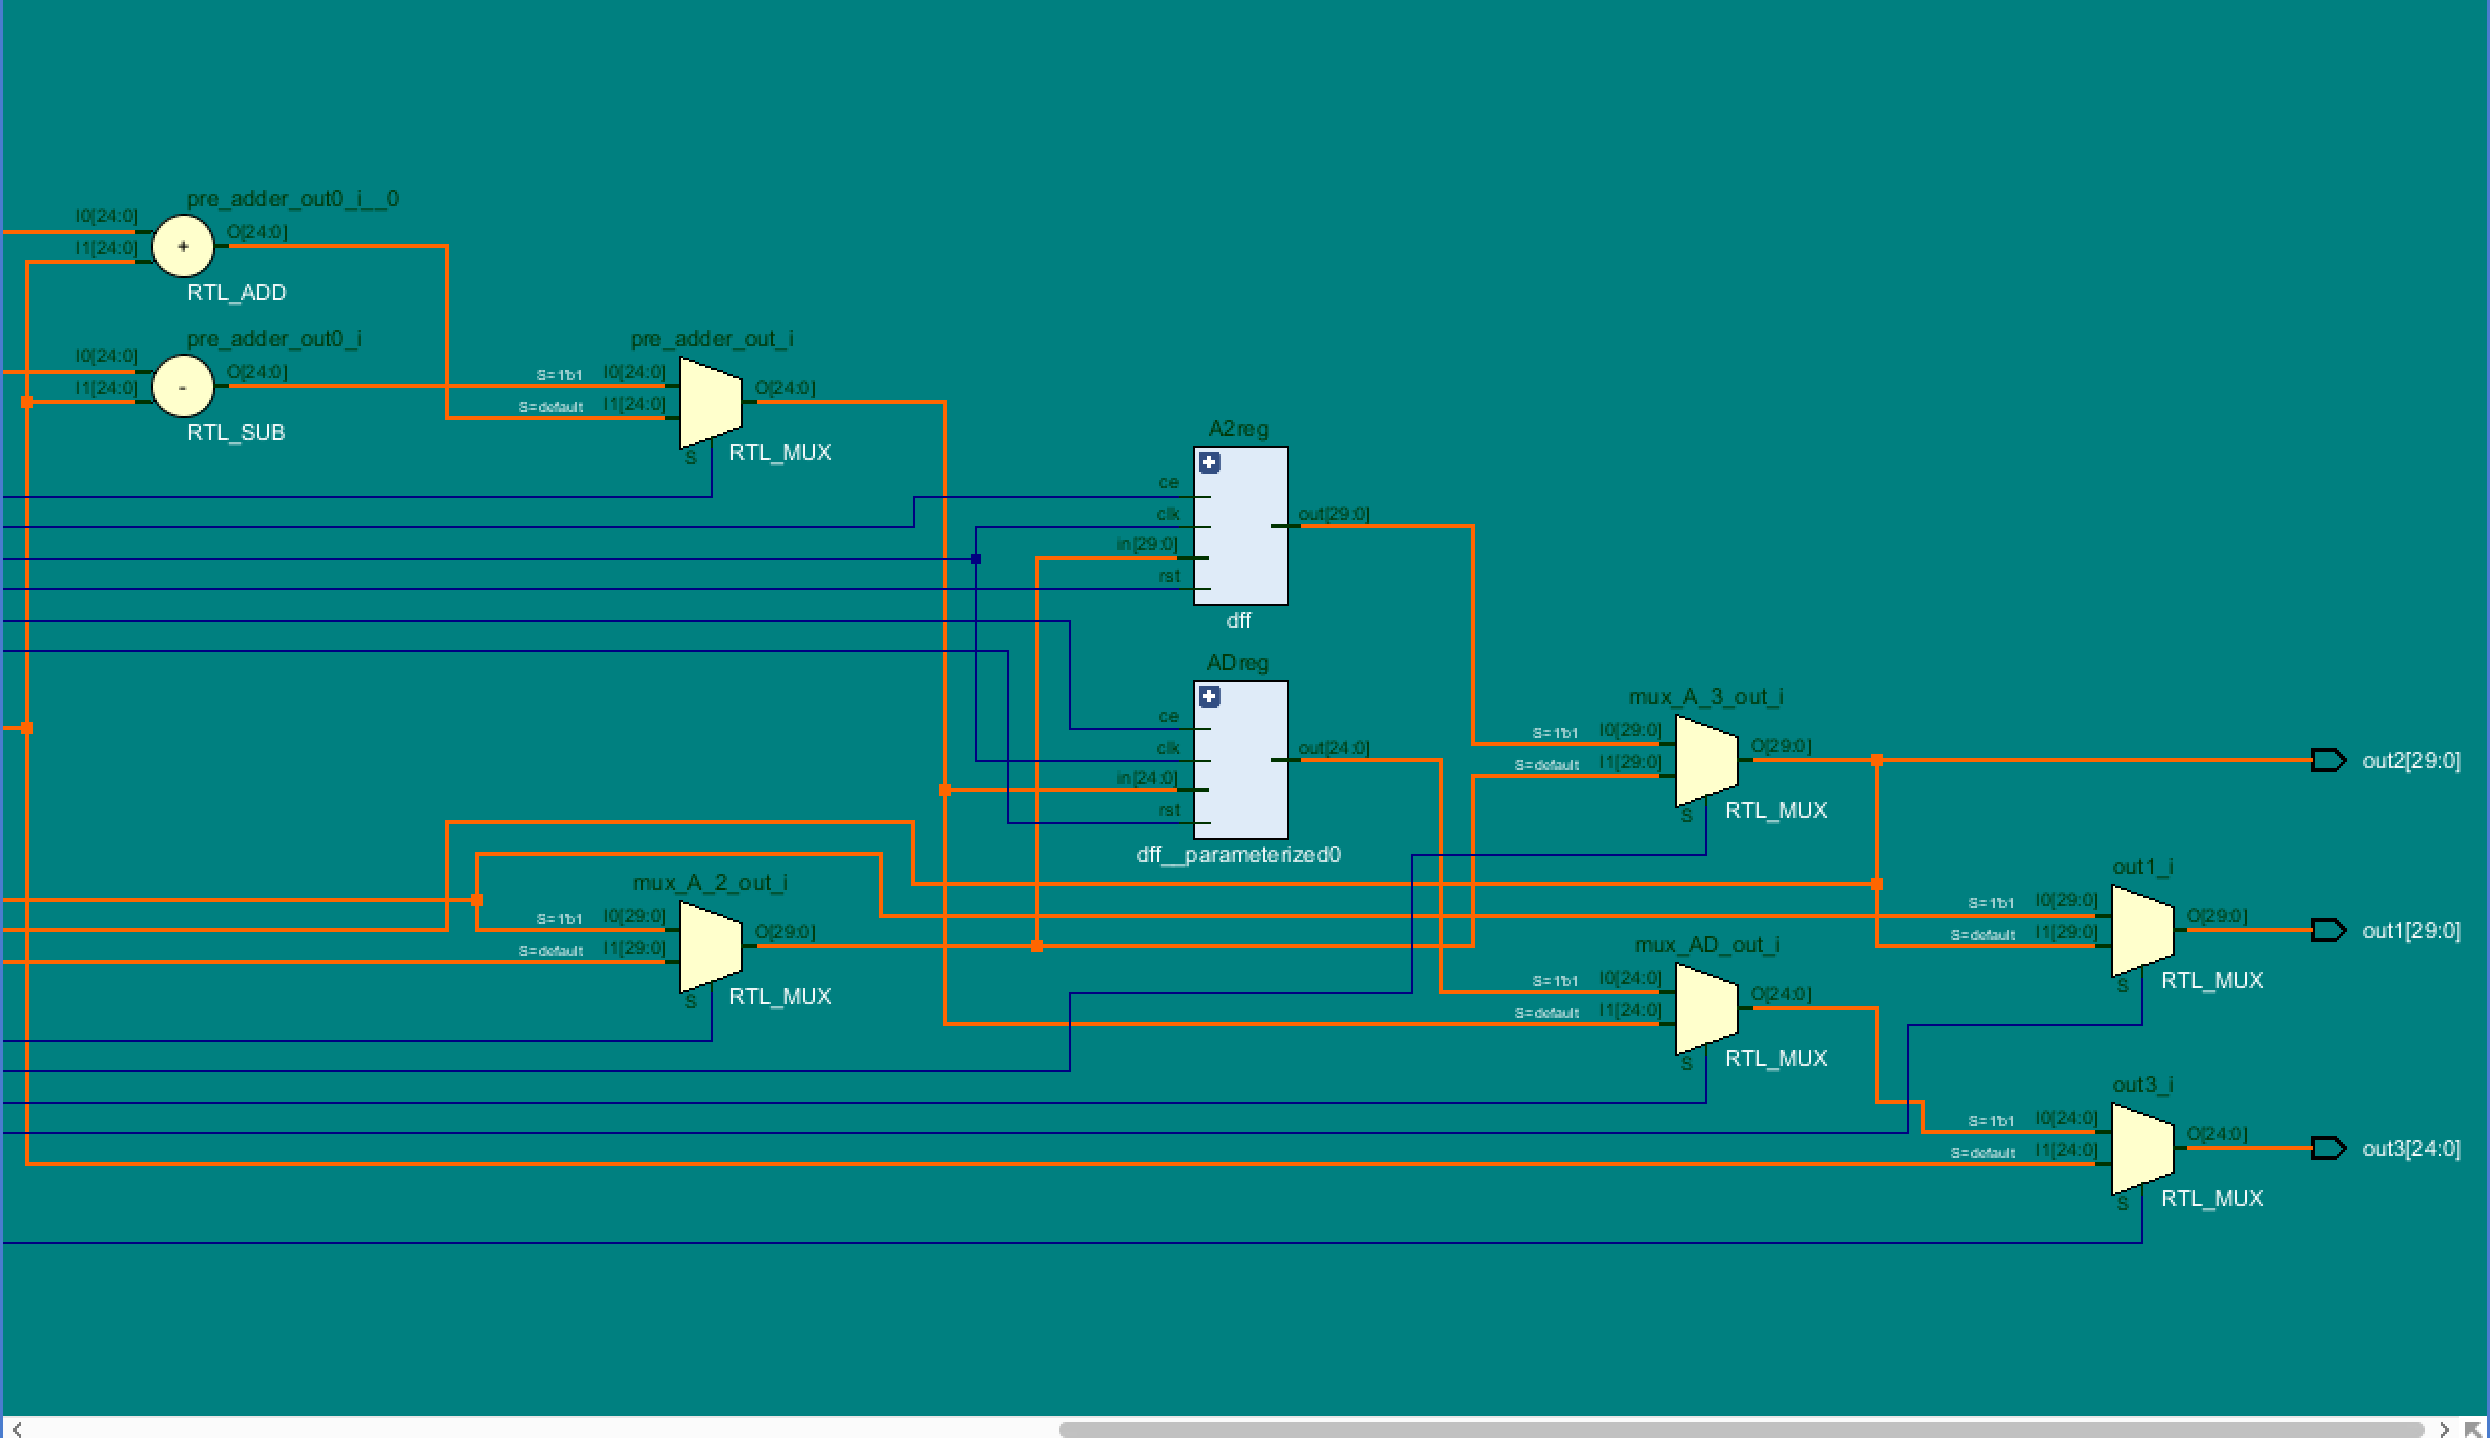 pre_adder_out0_i__0
I0[24:0]
I1[24:0]
+
O[24:0]
RTL_ADD
pre_adder_out0_i
I0[24:0]
I1[24:0]
-
O[24:0]
RTL_SUB
pre_adder_out_i
S=1'b1 I0[24:0]
S=default I1[24:0]
O[24:0]
S
RTL_MUX
A2reg
ce
clk
in[29:0]
rst
out[29:0]
dff
ADreg
ce
clk
in[24:0]
rst
out[24:0]
dff__parameterized0
mux_A_2_out_i
S=1'b1 I0[29:0]
S=default I1[29:0]
O[29:0]
S
RTL_MUX
mux_A_3_out_i
S=1'b1 I0[29:0]
S=default I1[29:0]
O[29:0]
S
RTL_MUX
out2[29:0]
mux_AD_out_i
S=1'b1 I0[24:0]
S=default I1[24:0]
O[24:0]
S
RTL_MUX
out1_i
S=1'b1 I0[29:0]
S=default I1[29:0]
O[29:0]
S
RTL_MUX
out1[29:0]
out3_i
S=1'b1 I0[24:0]
S=default I1[24:0]
O[24:0]
S
RTL_MUX
out3[24:0]